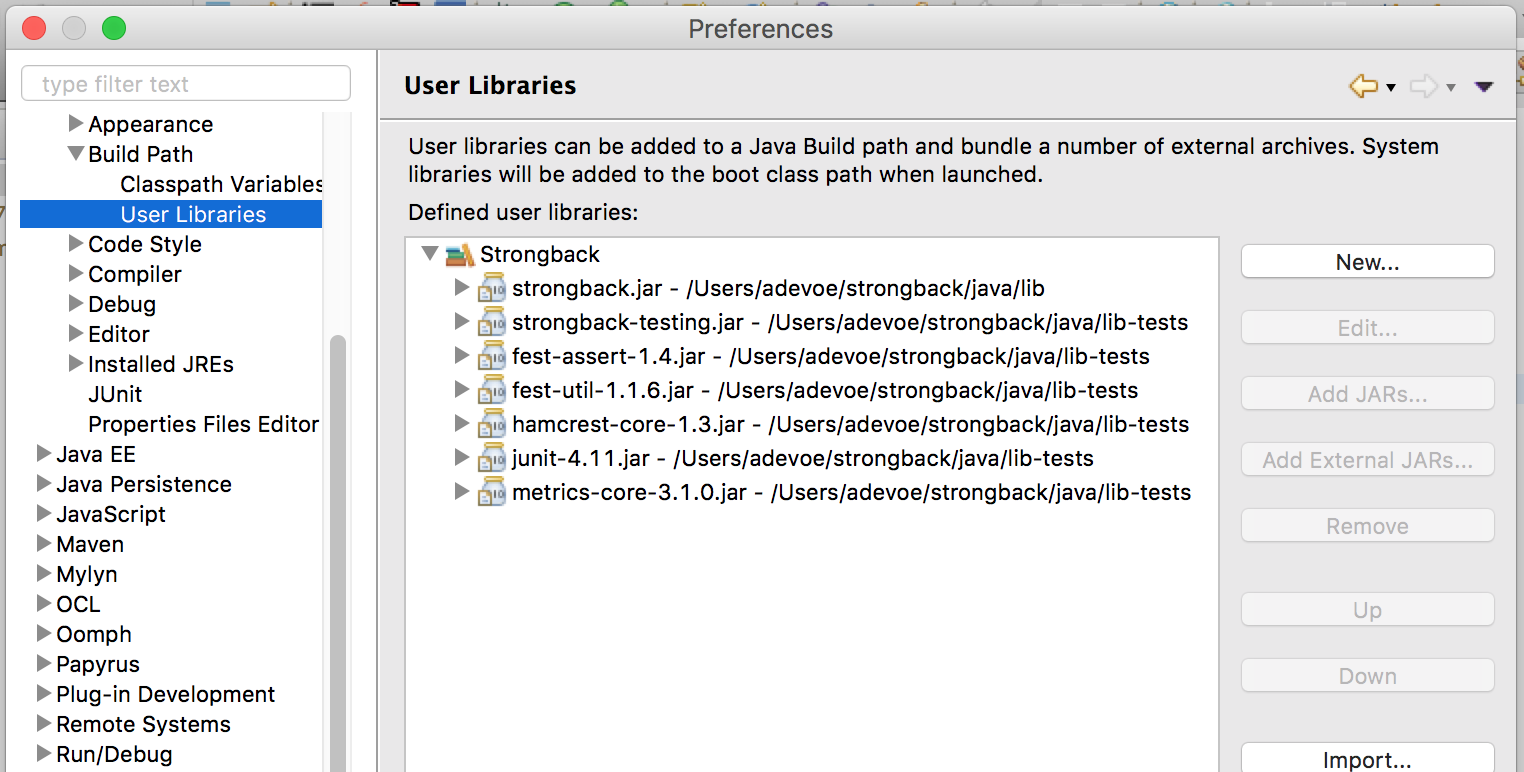 Preferences
type filter text
Appearance
Build Path
Classpath Variables
User Libraries
Code Style
Compiler
Debug
Editor
Installed JREs
JUnit
Properties Files Editor
Java EE
Java Persistence
JavaScript
Maven
Mylyn
OCL
Oomph
Papyrus
Plug-in Development
Remote Systems
Run/Debug
User Libraries
User libraries can be added to a Java Build path and bundle a number of external archives. System
libraries will be added to the boot class path when launched.
Defined user libraries:
Strongback
strongback.jar - /Users/adevoe/strongback/java/lib
strongback-testing.jar - /Users/adevoe/strongback/java/lib-tests
fest-assert-1.4.jar - /Users/adevoe/strongback/java/lib-tests
fest-util-1.1.6.jar - /Users/adevoe/strongback/java/lib-tests
hamcrest-core-1.3.jar - /Users/adevoe/strongback/java/lib-tests
junit-4.11.jar - /Users/adevoe/strongback/java/lib-tests
metrics-core-3.1.0.jar - /Users/adevoe/strongback/java/lib-tests
New...
Edit...
Add JARs...
Add External JARs...
Remove
Up
Down
Import...